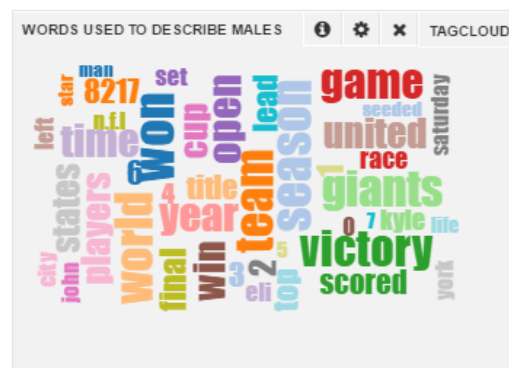 WORDS USED TO DESCRIBE MALES
TAGCLOUD
man
star
8217
set
n.f.l
left
time
won
6
cup
open
lead
season
game
seeded
united
saturday
race
1
giants
states
players
world
4
title
year
team
0
7
kyle
life
victory
city
john
final
win
3
2
eli
5
top
scored
york